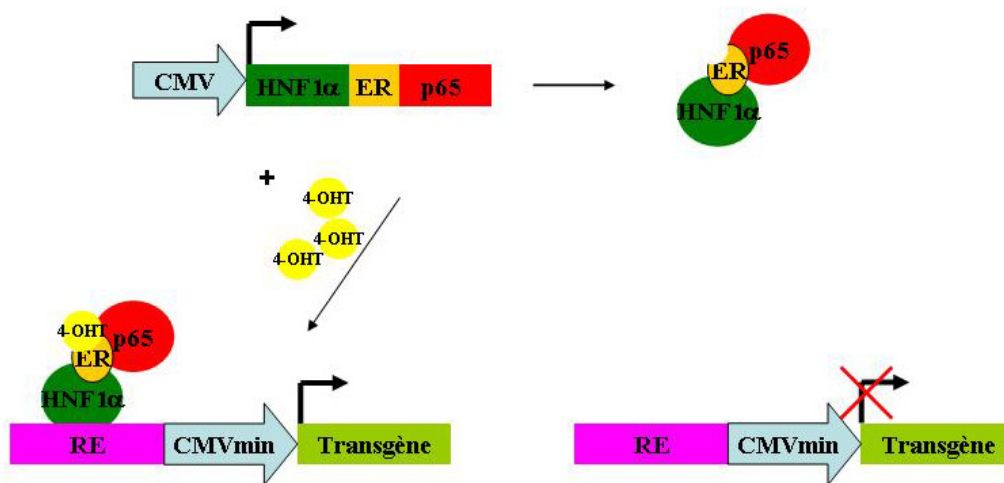 CMV HNF1α ER p65
ER p65
HNF1α
+
4-OHT
4-OHT
4-OHT
4-OHT p65
ER
HNF1α
RE CMVmin Transgène
RE CMVmin Transgène